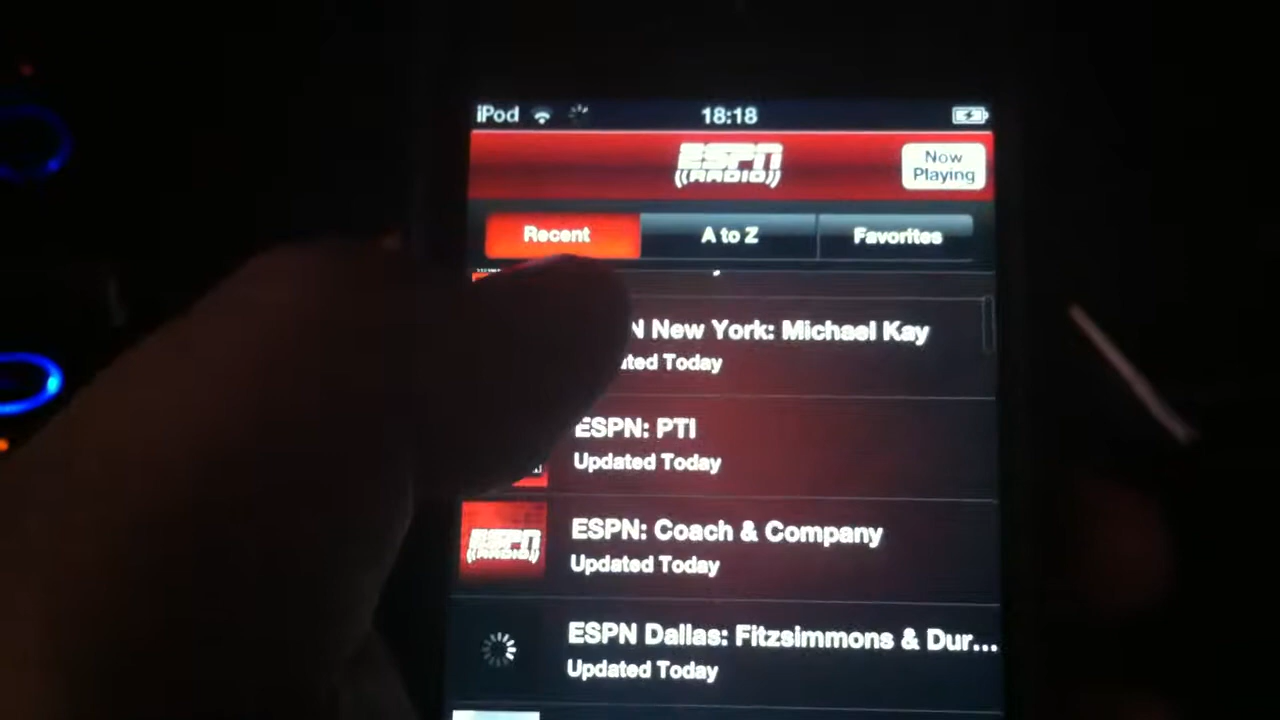 iPod 18:18
ESPN
RADIO
Now
Playing
Recent A to Z Favorites
N New York: Michael Kay
ated Today
ESPN: PTI
Updated Today
ESPN: Coach & Company
Updated Today
ESPN
RADIO
ESPN Dallas: Fitzsimmons & Dur...
Updated Today